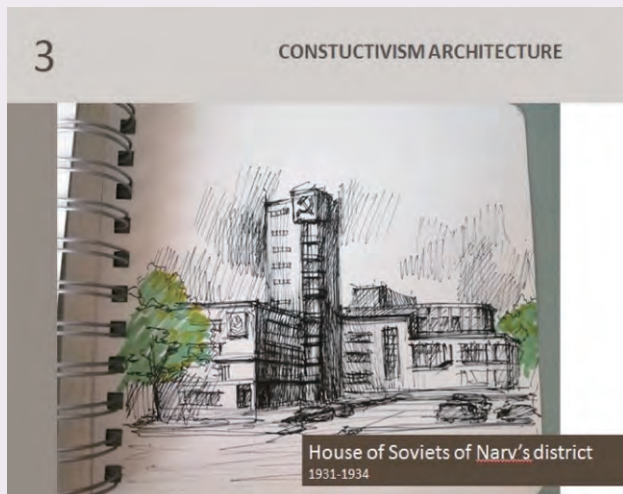 3
CONSTUCTIVISM ARCHITECTURE
House of Soviets of Narv's district
1931-1934